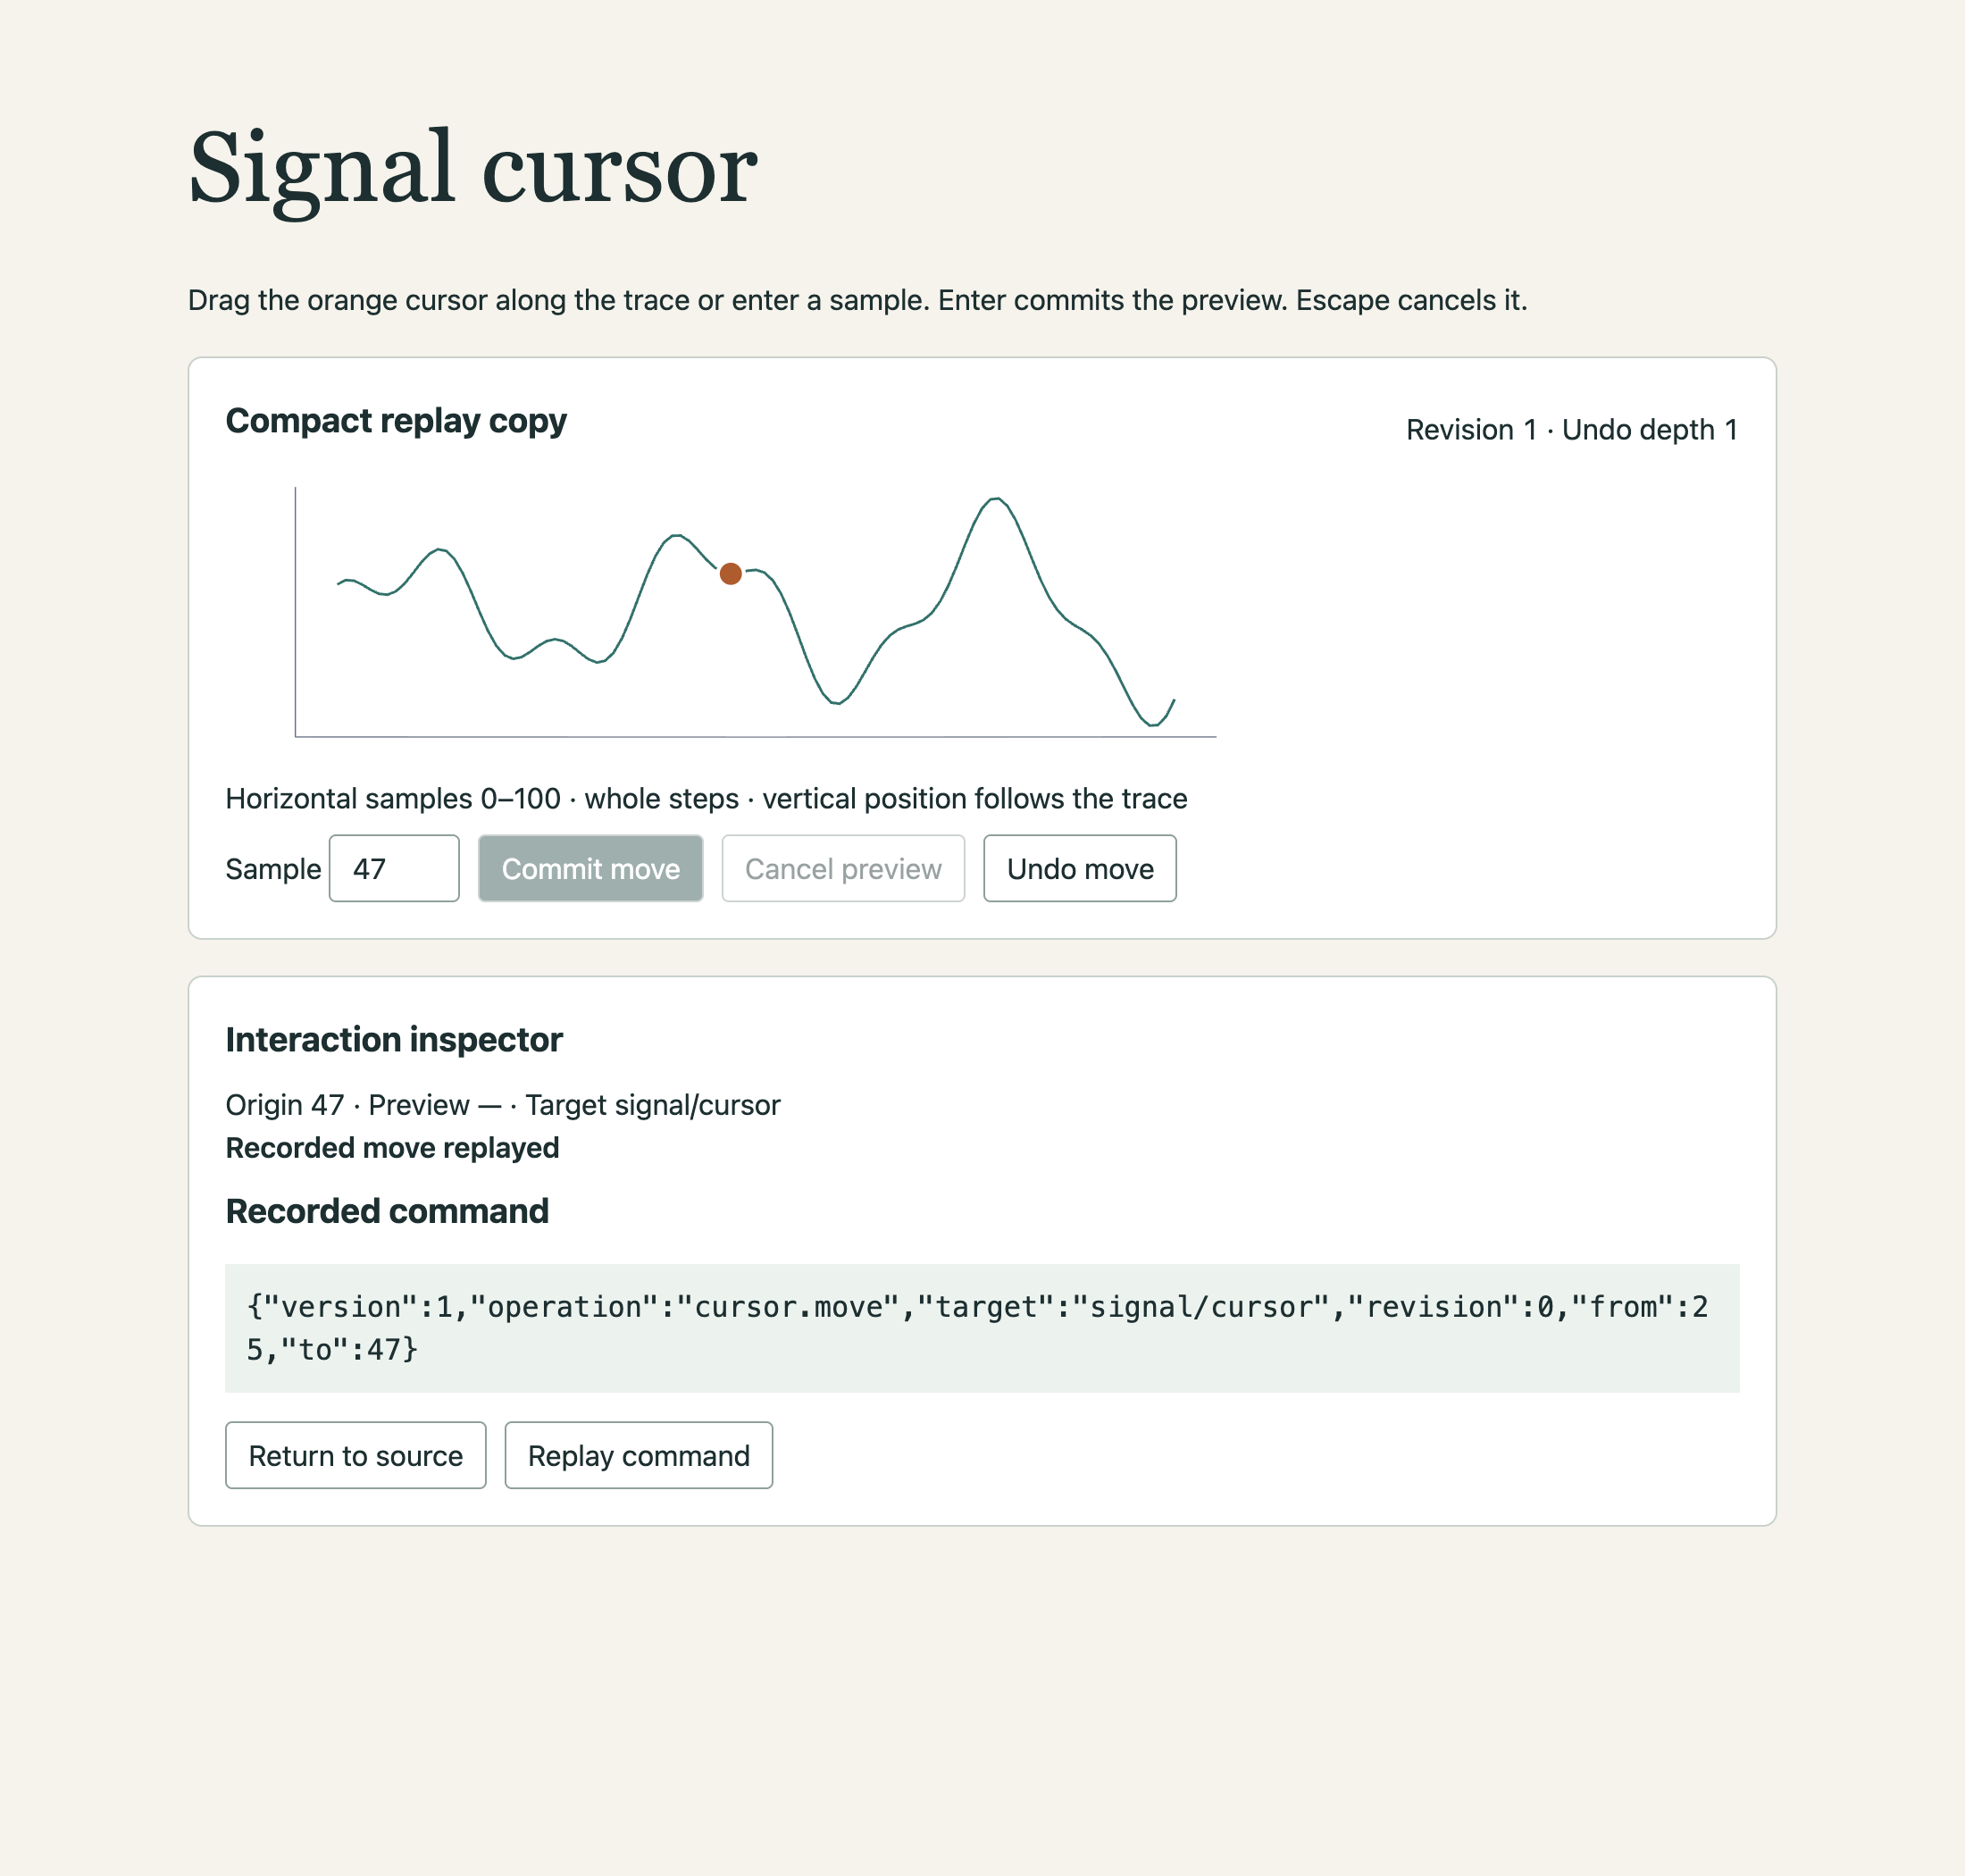 Signal cursor
Drag the orange cursor along the trace or enter a sample. Enter commits the preview. Escape cancels it.
Compact replay copy
Revision 1 · Undo depth 1
Horizontal samples 0–100 · whole steps · vertical position follows the trace
Sample 47 Commit move Cancel preview Undo move
Interaction inspector
Origin 47 · Preview — · Target signal/cursor
Recorded move replayed
Recorded command
{"version":1,"operation":"cursor.move","target":"signal/cursor","revision":0,"from":2
5,"to":47}
Return to source Replay command